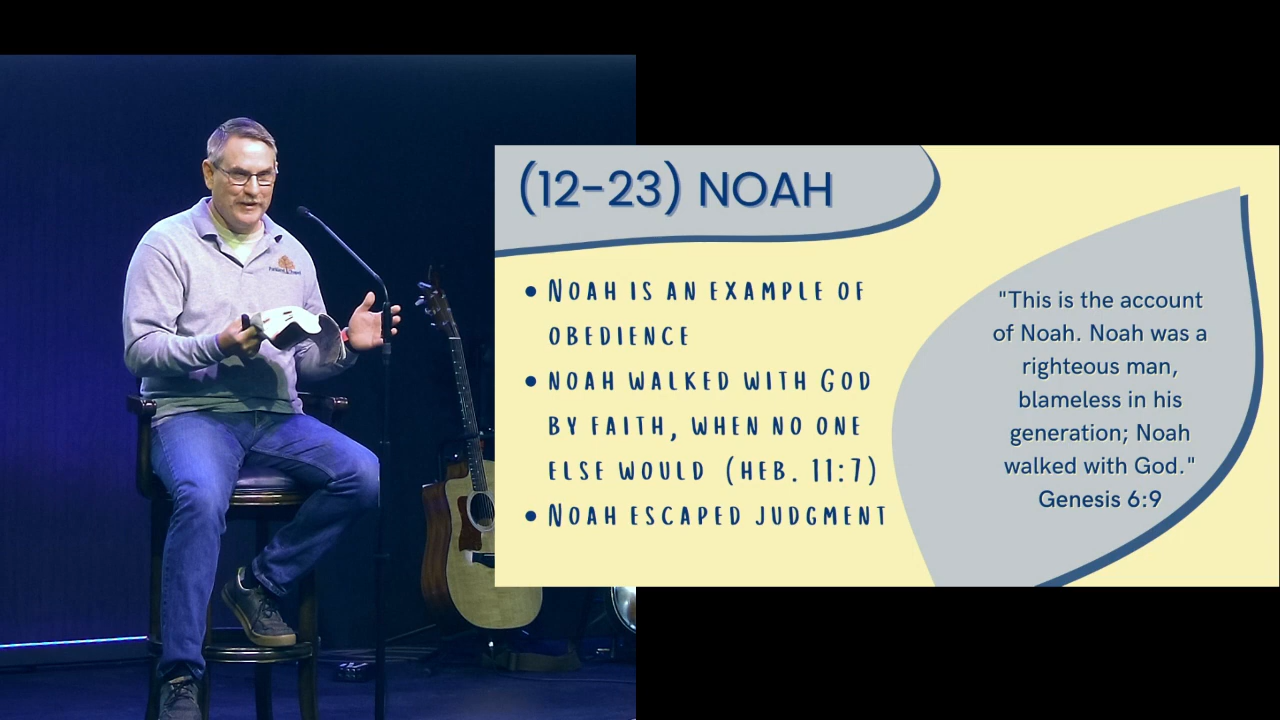 (12-23) NOAH
• NOAH IS AN EXAMPLE OF
OBEDIENCE
• NOAH WALKED WITH GOD
BY FAITH, WHEN NO ONE
ELSE WOULD (HEB. 11:7)
• NOAH ESCAPED JUDGMENT
"This is the account
of Noah. Noah was a
righteous man,
blameless in his
generation; Noah
walked with God."
Genesis 6:9